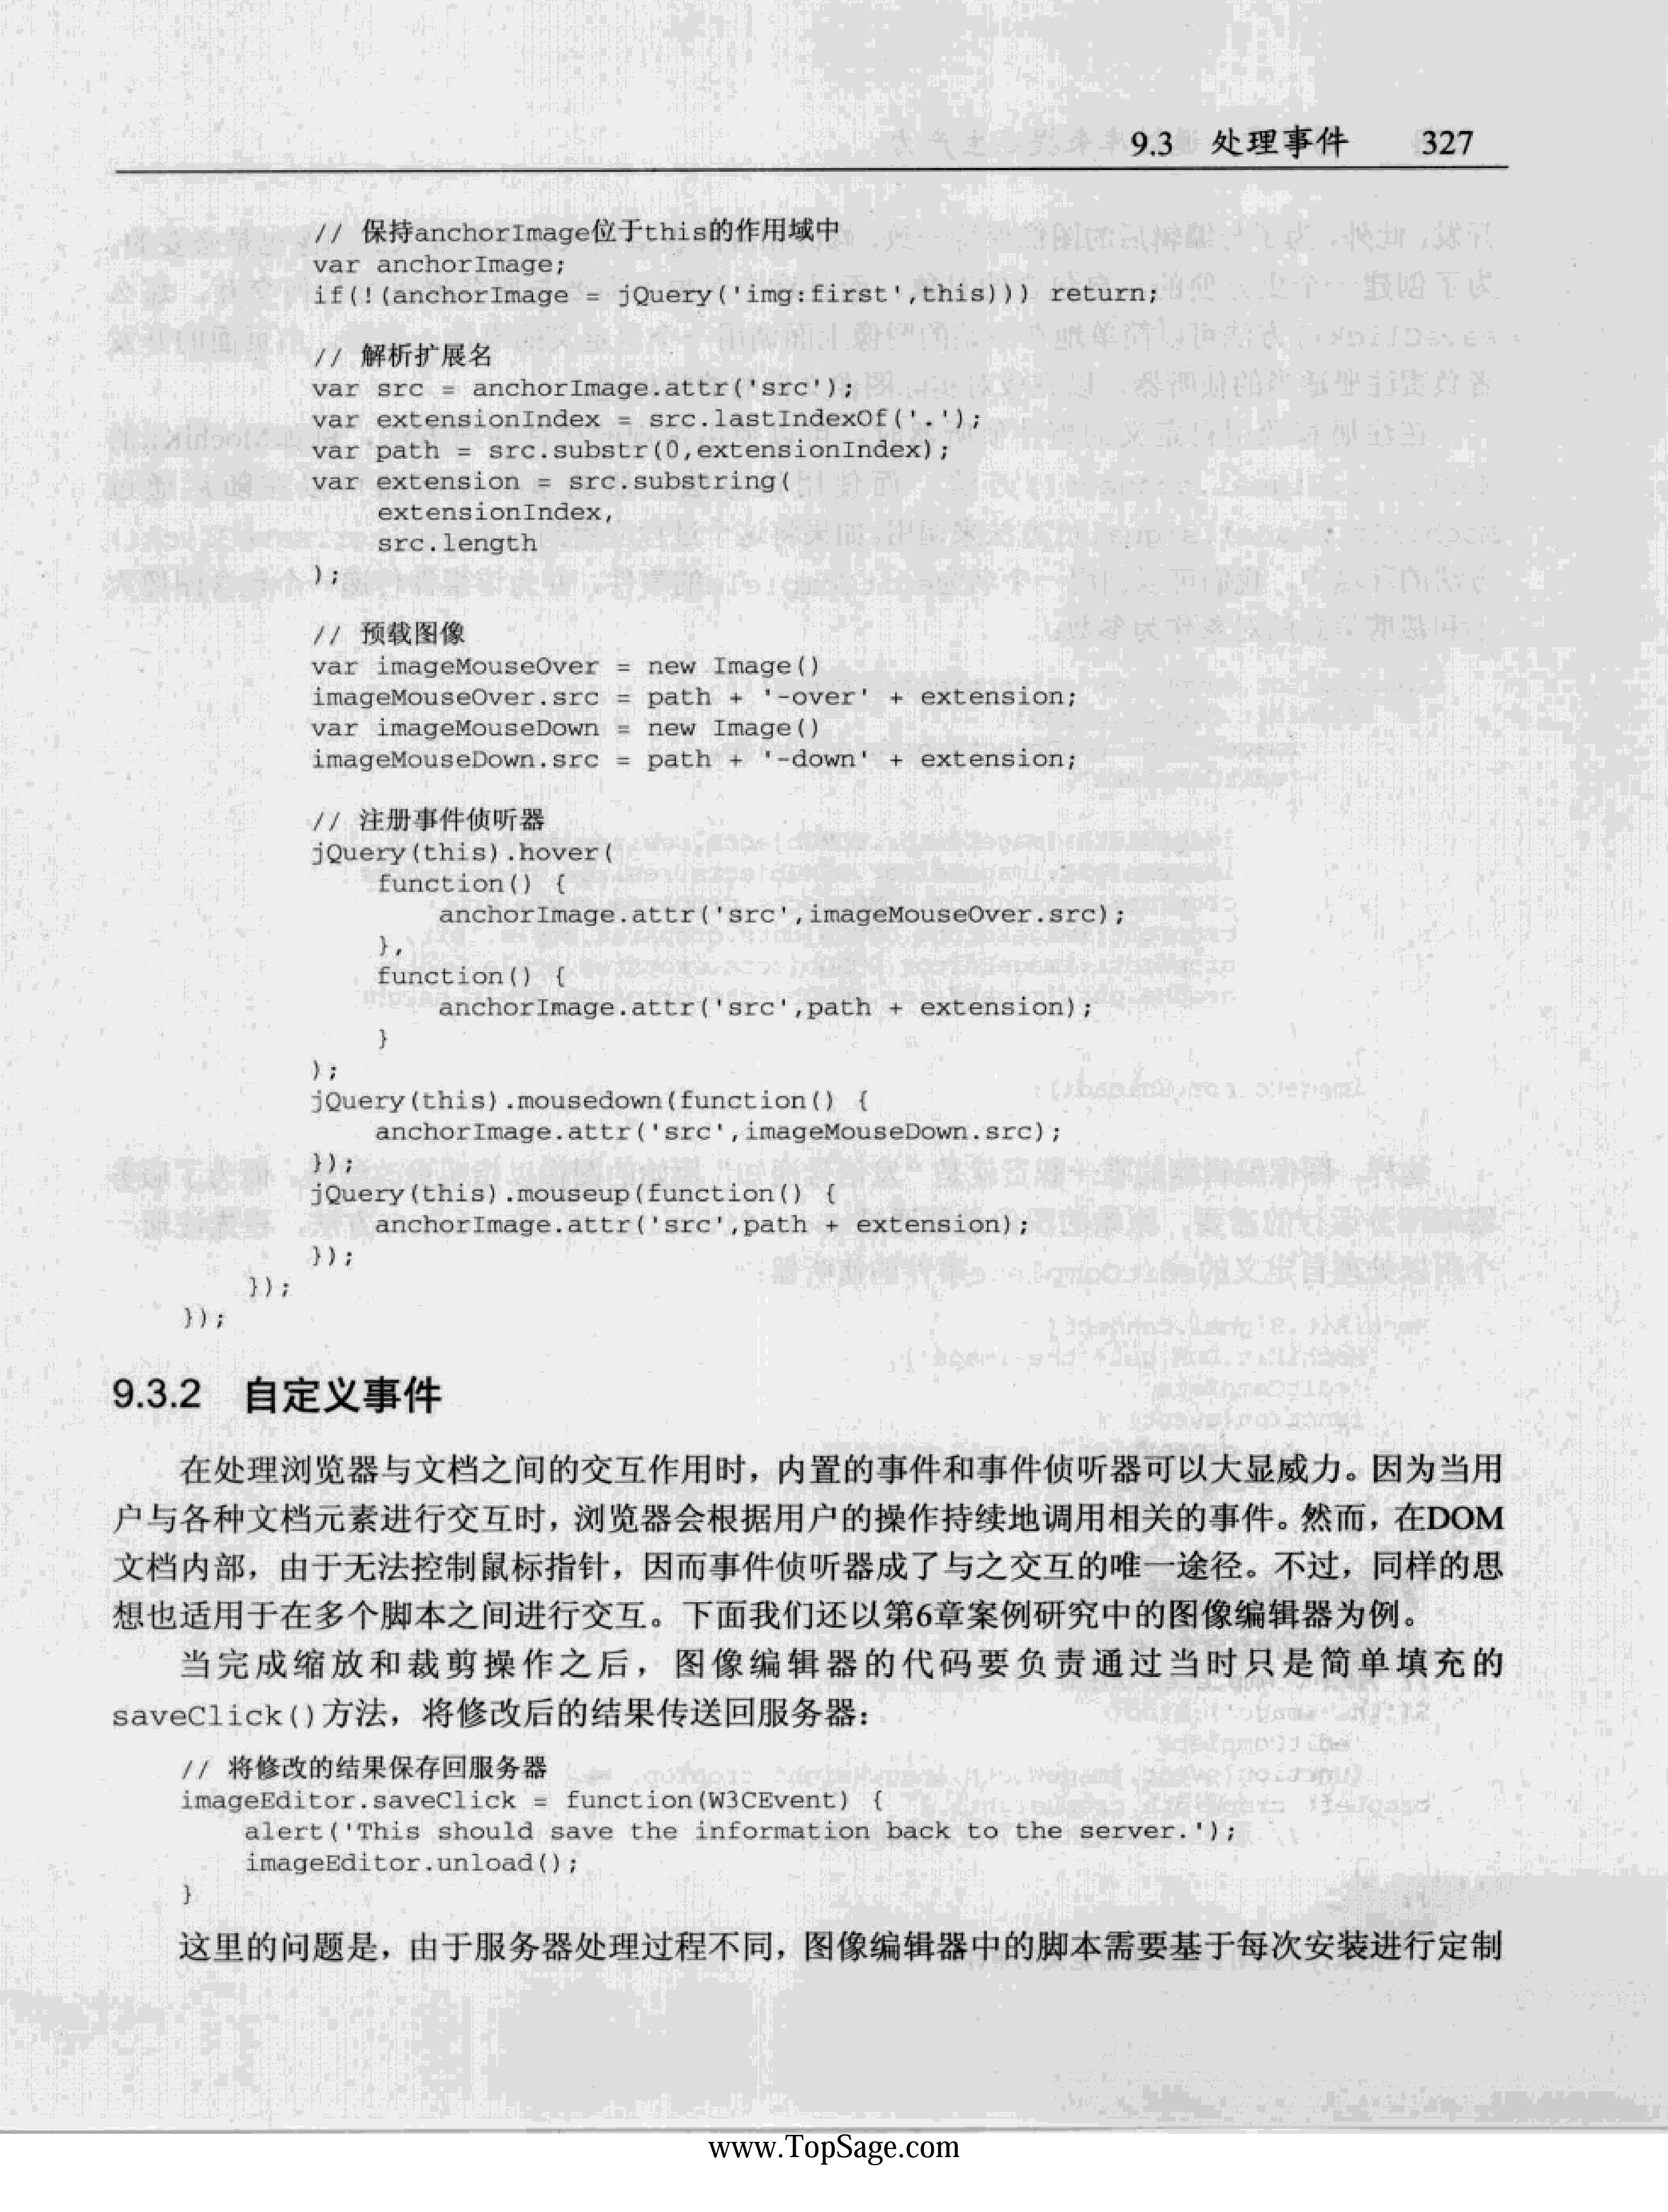 9.3 处理事件 327
// 保持anchorImage位于this的作用域中
var anchorImage;
if(!(anchorImage = jQuery('img:first',this))) return;
// 解析扩展名
var src = anchorImage.attr('src');
var extensionIndex = src.lastIndexOf('.');
var path = src.substr(0,extensionIndex);
var extension = src.substring(
extensionIndex,
src.length
);
// 预载图像
var imageMouseOver = new Image()
imageMouseOver.src = path + '-over' + extension;
var imageMouseDown = new Image()
imageMouseDown.src = path + '-down' + extension;
// 注册事件侦听器
jQuery(this).hover(
function() {
anchorImage.attr('src',imageMouseOver.src);
},
function() {
anchorImage.attr('src',path + extension);
}
);
jQuery(this).mousedown(function() {
anchorImage.attr('src',imageMouseDown.src);
});
jQuery(this).mouseup(function() {
anchorImage.attr('src',path + extension);
});
});
});
9.3.2 自定义事件
在处理浏览器与文档之间的交互作用时，内置的事件和事件侦听器可以大显威力。因为当用
户与各种文档元素进行交互时，浏览器会根据用户的操作持续地调用相关的事件。然而，在DOM
文档内部，由于无法控制鼠标指针，因而事件侦听器成了与之交互的唯一途径。不过，同样的思
想也适用于在多个脚本之间进行交互。下面我们还以第6章案例研究中的图像编辑器为例。
当完成缩放和裁剪操作之后，图像编辑器的代码要负责通过当时只是简单填充的
saveClick()方法，将修改后的结果传送回服务器：
// 将修改的结果保存回服务器
imageEditor.saveClick = function(W3CEvent) {
alert('This should save the information back to the server.');
imageEditor.unload();
}
这里的问题是，由于服务器处理过程不同，图像编辑器中的脚本需要基于每次安装进行定制
www.TopSage.com